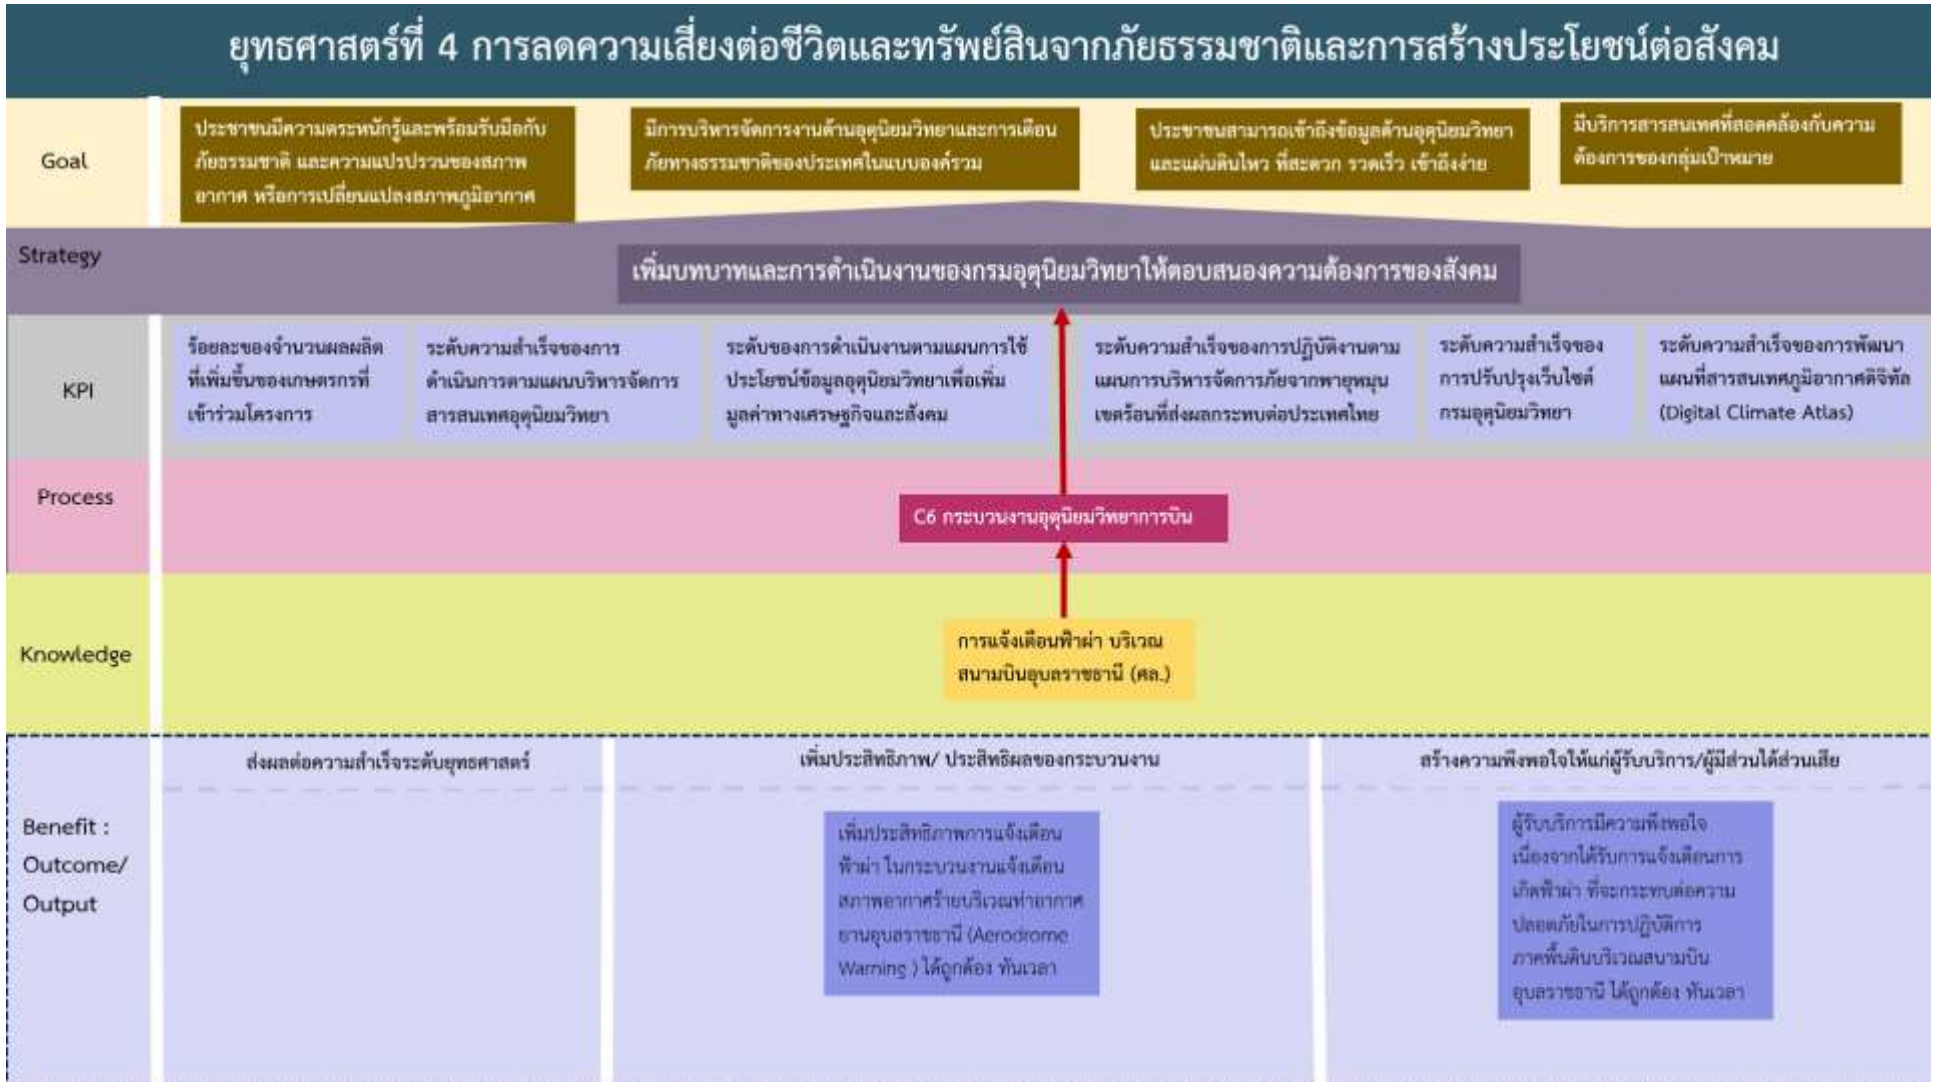 ยุทธศาสตร์ที่ 4 การลดความเสี่ยงต่อชีวิตและทรัพย์สินจากภัยธรรมชาติและการสร้างประโยชน์ต่อสังคม
Goal
ประชาชนมีความตระหนักรู้และพร้อมรับมือกับ
ภัยธรรมชาติ และความแปรปรวนของสภาพ
อากาศ หรือการเปลี่ยนแปลงสภาพภูมิอากาศ
มีการบริหารจัดการงานด้านอุตุนิยมวิทยาและการเตือน
ภัยทางธรรมชาติของประเทศในแบบองค์รวม
ประชาชนสามารถเข้าถึงข้อมูลด้านอุตุนิยมวิทยา
และแผ่นดินไหว ที่สะดวก รวดเร็ว เข้าถึงง่าย
มีบริการสารสนเทศที่สอดคล้องกับความ
ต้องการของกลุ่มเป้าหมาย
Strategy
เพิ่มบทบาทและการดำเนินงานของกรมอุตุนิยมวิทยาให้ตอบสนองความต้องการของสังคม
KPI
ร้อยละของจำนวนผลผลิต
ที่เพิ่มขึ้นของเกษตรกรที่
เข้าร่วมโครงการ
ระดับความสำเร็จของการ
ดำเนินการตามแผนบริหารจัดการ
สารสนเทศอุตุนิยมวิทยา
ระดับของการดำเนินงานตามแผนการใช้
ประโยชน์ข้อมูลอุตุนิยมวิทยาเพื่อเพิ่ม
มูลค่าทางเศรษฐกิจและสังคม
ระดับความสำเร็จของการปฏิบัติงานตาม
แผนการบริหารจัดการภัยจากพายุหมุน
เขตร้อนที่ส่งผลกระทบต่อประเทศไทย
ระดับความสำเร็จของ
การปรับปรุงเว็บไซต์
กรมอุตุนิยมวิทยา
ระดับความสำเร็จของการพัฒนา
แผนที่สารสนเทศภูมิอากาศดิจิทัล
(Digital Climate Atlas)
Process
C6 กระบวนงานอุตุนิยมวิทยาการบิน
Knowledge
การแจ้งเตือนฟ้าผ่า บริเวณ
สนามบินอุบลราชธานี (ศล.)
Benefit :
Outcome/
Output
ส่งผลต่อความสำเร็จระดับยุทธศาสตร์
เพิ่มประสิทธิภาพ/ ประสิทธิผลของกระบวนงาน
เพิ่มประสิทธิภาพการแจ้งเตือน
ฟ้าผ่า ในกระบวนงานแจ้งเตือน
สภาพอากาศร้ายบริเวณท่าอากาศ
ยานอุบลราชธานี (Aerodrome
Warning ) ได้ถูกต้อง ทันเวลา
สร้างความพึงพอใจให้แก่ผู้รับบริการ/ผู้มีส่วนได้ส่วนเสีย
ผู้รับบริการมีความพึงพอใจ
เนื่องจากได้รับการแจ้งเตือนการ
เกิดฟ้าผ่า ที่จะกระทบต่อความ
ปลอดภัยในการปฏิบัติการ
ภาคพื้นดินบริเวณสนามบิน
อุบลราชธานี ได้ถูกต้อง ทันเวลา